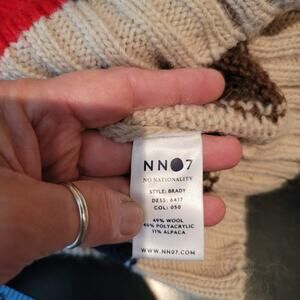 NN07
NO NATIONALITY
STYLE: BRADY
DESS: 6417
COL: 050
49% WOOL
40% POLYACRYLIC
11% ALPACA
WWW.NN07.COM